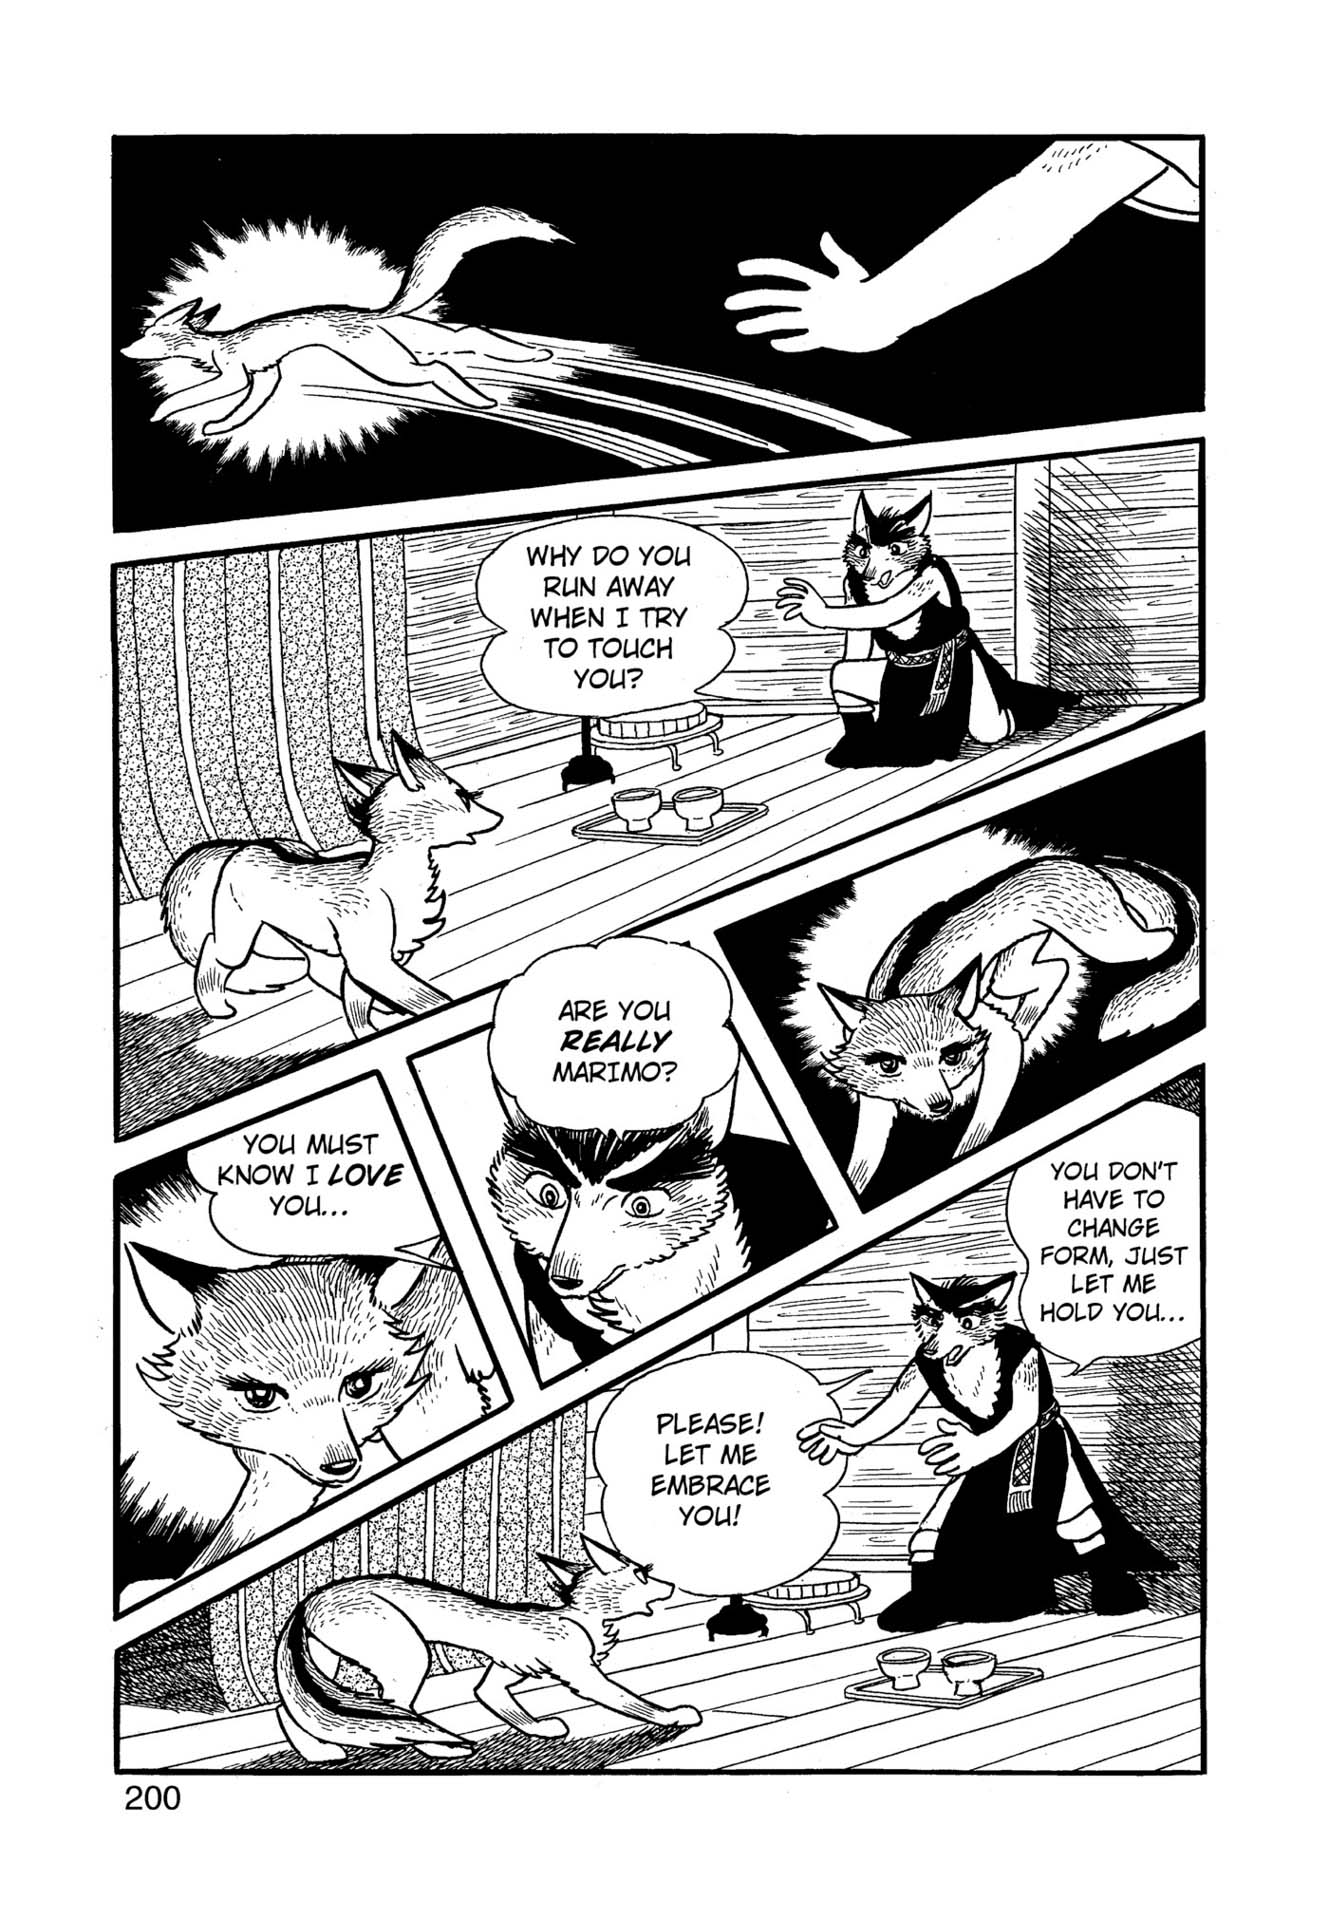 WHY DO YOU
RUN AWAY
WHEN I TRY
TO TOUCH
YOU?
YOU MUST
KNOW I LOVE
YOU...
ARE YOU
REALLY
MARIMO?
PLEASE!
LET ME
EMBRACE
YOU!
YOU DON'T
HAVE TO
CHANGE
FORM, JUST
LET ME
HOLD YOU...
200